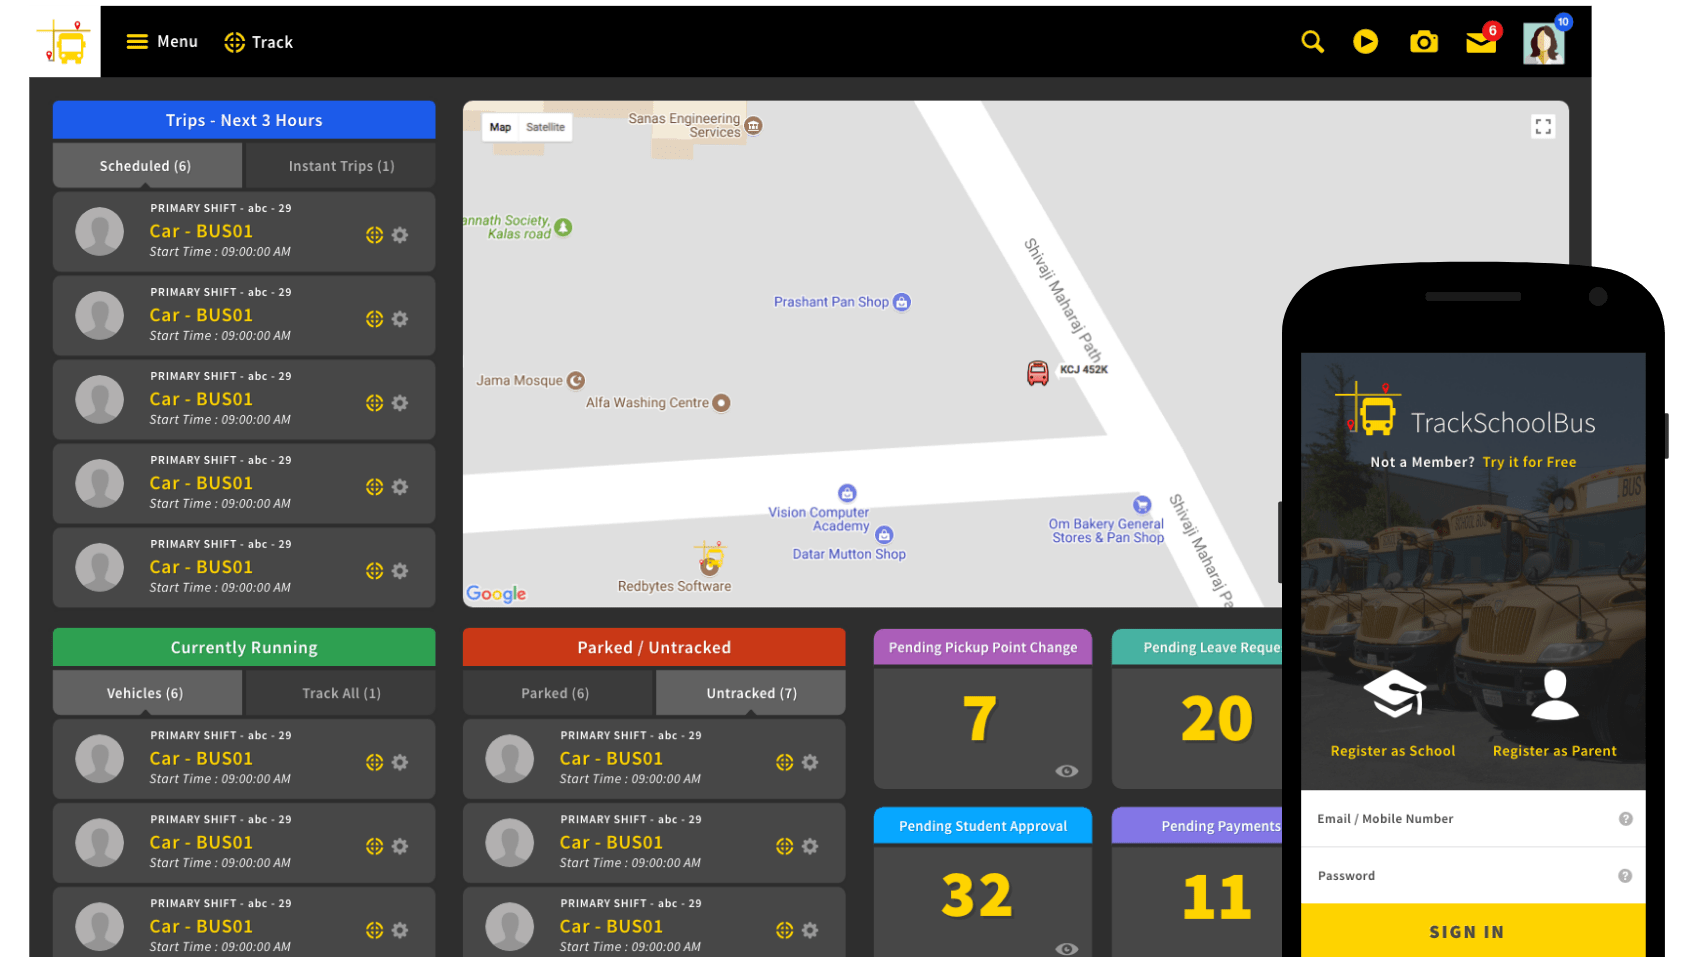 Menu
Track
6
10
Trips - Next 3 Hours
Scheduled (6)
Instant Trips (1)
PRIMARY SHIFT - abc - 29
Car - BUS01
Start Time : 09:00:00 AM
PRIMARY SHIFT - abc - 29
Car - BUS01
Start Time : 09:00:00 AM
PRIMARY SHIFT - abc - 29
Car - BUS01
Start Time : 09:00:00 AM
PRIMARY SHIFT - abc - 29
Car - BUS01
Start Time : 09:00:00 AM
PRIMARY SHIFT - abc - 29
Car - BUS01
Start Time : 09:00:00 AM
Map
Satellite
Sanas Engineering
Services
annath Society,
Kalas road
Prashant Pan Shop
Shivaji Maharaj Path
KCJ 452K
Jama Mosque
Alfa Washing Centre
Vision Computer
Academy
Datar Mutton Shop
Om Bakery General
Stores & Pan Shop
Shivaji Maharaj Pa
Redbytes Software
Google
Currently Running
Vehicles (6)
Track All (1)
PRIMARY SHIFT - abc - 29
Car - BUS01
Start Time : 09:00:00 AM
PRIMARY SHIFT - abc - 29
Car - BUS01
Start Time : 09:00:00 AM
PRIMARY SHIFT - abc - 29
Car - BUS01
Start Time : 09:00:00 AM
Parked / Untracked
Parked (6)
Untracked (7)
PRIMARY SHIFT - abc - 29
Car - BUS01
Start Time : 09:00:00 AM
PRIMARY SHIFT - abc - 29
Car - BUS01
Start Time : 09:00:00 AM
PRIMARY SHIFT - abc - 29
Car - BUS01
Start Time : 09:00:00 AM
Pending Pickup Point Change
7
Pending Leave Reque
20
Pending Student Approval
32
Pending Payments
11
TrackSchoolBus
Not a Member? Try it for Free
SCHOOL BUS
BUS
Register as School
Register as Parent
Email / Mobile Number
?
Password
?
SIGN IN